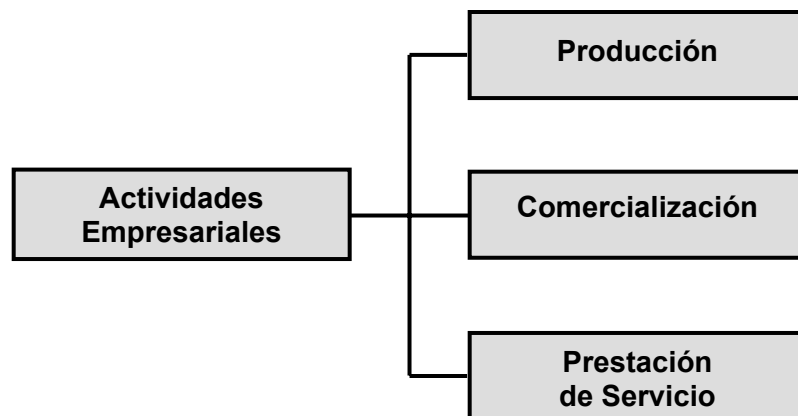 Producción
Actividades
Empresariales
Comercialización
Prestación
de Servicio